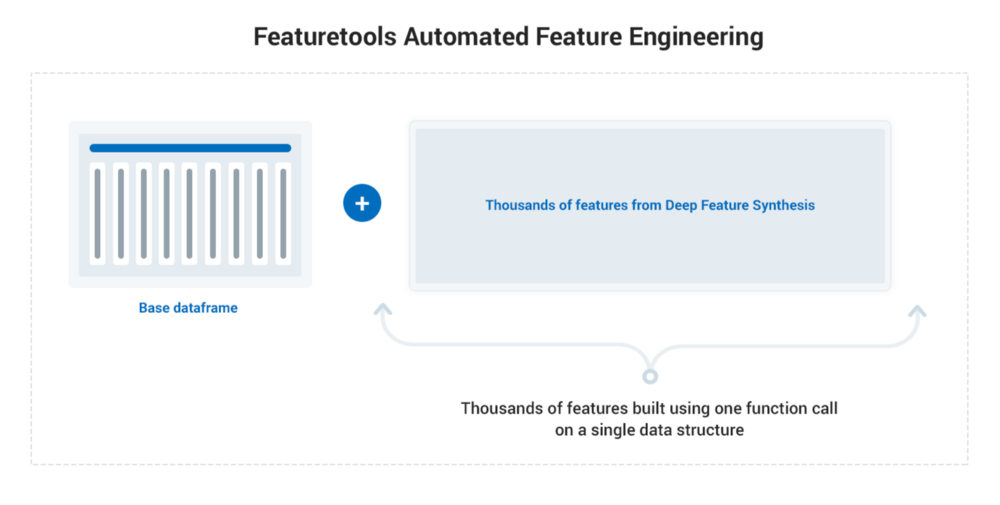 Featuretools Automated Feature Engineering
Thousands of features from Deep Feature Synthesis
Base dataframe
Thousands of features built using one function call
on a single data structure